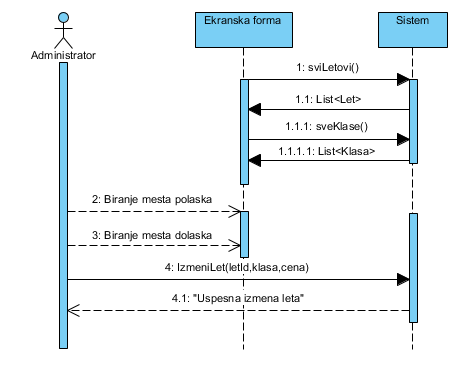 Ekranska forma
Sistem
Administrator
1: sviLetovi()
1.1: List<Let>
1.1.1: sveKlase()
1.1.1.1: List<Klasa>
2: Biranje mesta polaska
3: Biranje mesta dolaska
4: IzmeniLet(letId,klasa,cena)
4.1: "Uspesna izmena leta"